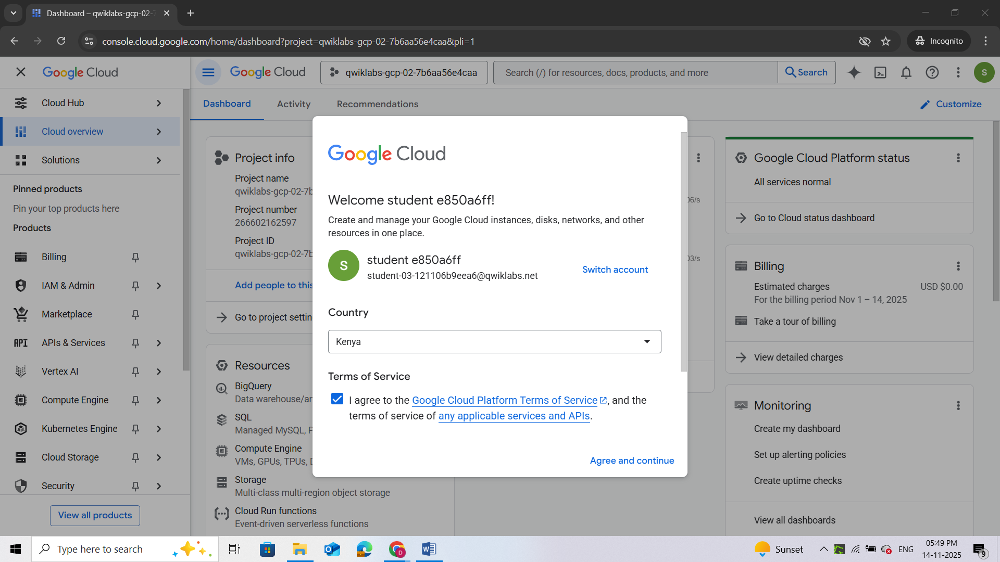 Dashboard – qwiklabs-gcp-02-7
console.cloud.google.com/home/dashboard?project=qwiklabs-gcp-02-7b6aa56e4caa&pli=1
Incognito
Google Cloud
Google Cloud
qwiklabs-gcp-02-7b6aa56e4caa
Search (/) for resources, docs, products, and more
Search
S
Cloud Hub
Cloud overview
Solutions
Pinned products
Pin your top products here
Products
Billing
IAM & Admin
Marketplace
API APIs & Services
Vertex AI
Compute Engine
Kubernetes Engine
Cloud Storage
Security
View all products
Dashboard
Activity
Recommendations
Customize
Project info
Project name
qwiklabs-gcp-02-7b
Project number
266602162597
Project ID
qwiklabs-gcp-02-7b
Add people to this
Go to project settin
Resources
BigQuery
Data warehouse/an
SQL
Managed MySQL, P
Compute Engine
VMs, GPUs, TPUs, D
Storage
Multi-class multi-region object storage
Cloud Run functions
Event-driven serverless functions
Google Cloud
Welcome student e850a6ff!
Create and manage your Google Cloud instances, disks, networks, and other
resources in one place.
S
student e850a6ff
student-03-121106b9eea6@qwiklabs.net
Switch account
Country
Kenya
Terms of Service
I agree to the Google Cloud Platform Terms of Service, and the
terms of service of any applicable services and APIs.
Agree and continue
06/s
03/s
Google Cloud Platform status
All services normal
Go to Cloud status dashboard
Billing
Estimated charges
USD $0.00
For the billing period Nov 1 – 14, 2025
Take a tour of billing
View detailed charges
Monitoring
Create my dashboard
Set up alerting policies
Create uptime checks
View all dashboards
Type here to search
Sunset
ENG
05:49 PM
14-11-2025
9